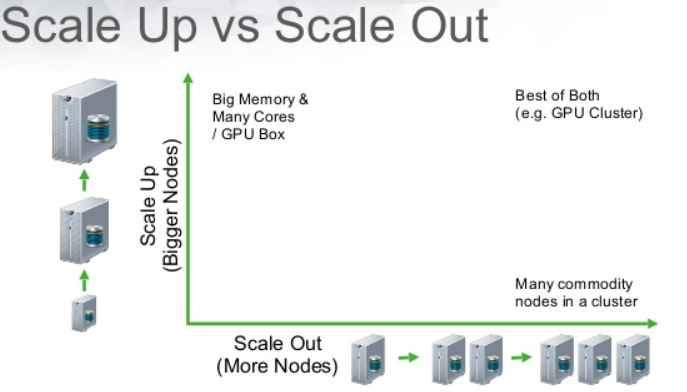 Scale Up vs Scale Out
Big Memory &
Many Cores
/ GPU Box
Best of Both
(e.g. GPU Cluster)
Scale Up
(Bigger Nodes)
Many commodity
nodes in a cluster
Scale Out
(More Nodes)